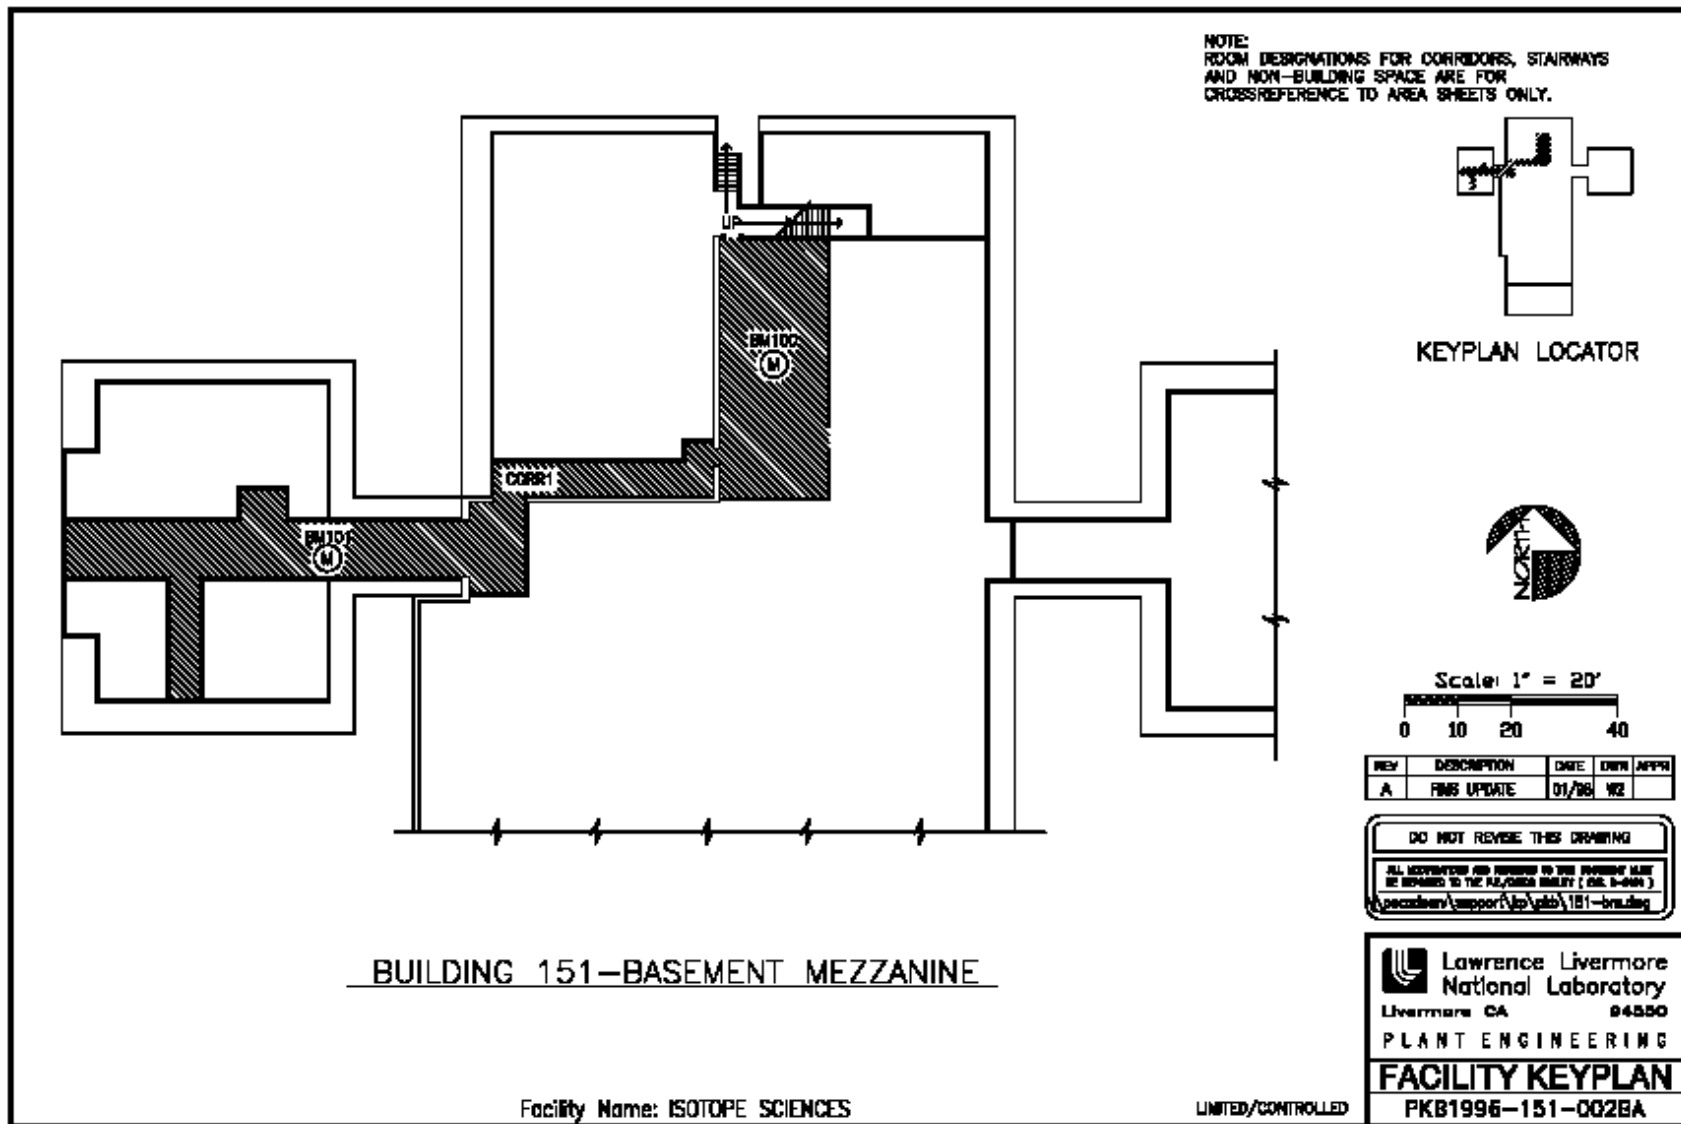 NOTE:
ROOM DESIGNATIONS FOR CORRIDORS, STAIRWAYS
AND NON-BUILDING SPACE ARE FOR
CROSSREFERENCE TO AREA SHEETS ONLY.
KEYPLAN LOCATOR
UP
BM100
M
CORR1
BM101
M
NORTH
Scale: 1" = 20'
0 10 20 40
REV DESCRIPTION DATE DWN APPR
A RMS UPDATE 01/96
DO NOT REVISE THIS DRAWING
BUILDING 151-BASEMENT MEZZANINE
Lawrence Livermore
National Laboratory
Livermore CA 94550
PLANT ENGINEERING
FACILITY KEYPLAN
PKB1996-151-002BA
Facility Name: ISOTOPE SCIENCES
LIMITED/CONTROLLED